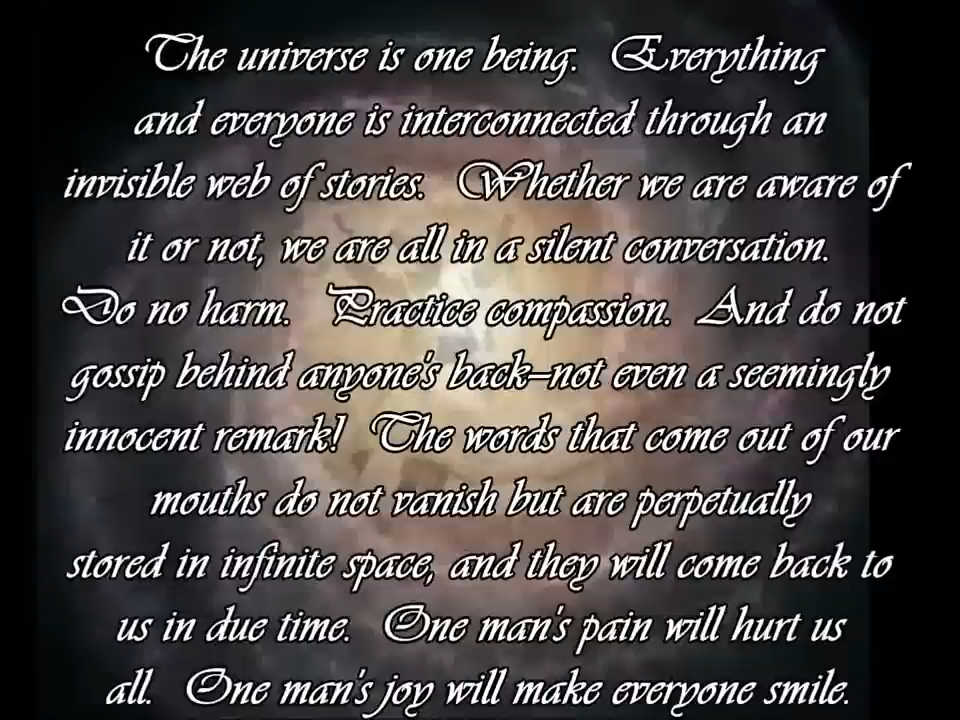 The universe is one being. Everything
and everyone is interconnected through an
invisible web of stories. Whether we are aware of
it or not, we are all in a silent conversation.
Do no harm. Practice compassion. And do not
gossip behind anyone's back–not even a seemingly
innocent remark! The words that come out of our
mouths do not vanish but are perpetually
stored in infinite space, and they will come back to
us in due time. One man's pain will hurt us
all. One man's joy will make everyone smile.